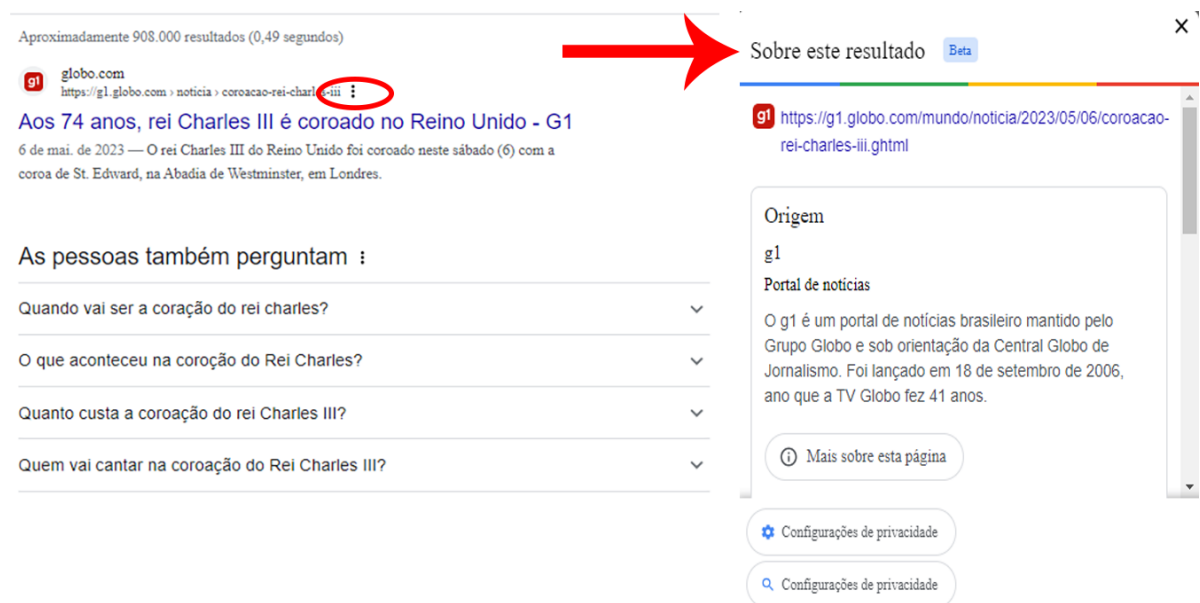 Aproximadamente 908.000 resultados (0,49 segundos)
g1
globo.com
https://g1.globo.com › noticia › coroacao-rei-charles-iii
Aos 74 anos, rei Charles III é coroado no Reino Unido - G1
6 de mai. de 2023 — O rei Charles III do Reino Unido foi coroado neste sábado (6) com a
coroa de St. Edward, na Abadia de Westminster, em Londres.
As pessoas também perguntam
Quando vai ser a coração do rei charles?
O que aconteceu na coroção do Rei Charles?
Quanto custa a coroação do rei Charles III?
Quem vai cantar na coroação do Rei Charles III?
Sobre este resultado Beta
g1 https://g1.globo.com/mundo/noticia/2023/05/06/coroacao-
rei-charles-iii.ghtml
Origem
g1
Portal de notícias
O g1 é um portal de notícias brasileiro mantido pelo
Grupo Globo e sob orientação da Central Globo de
Jornalismo. Foi lançado em 18 de setembro de 2006,
ano que a TV Globo fez 41 anos.
Mais sobre esta página
Configurações de privacidade
Configurações de privacidade